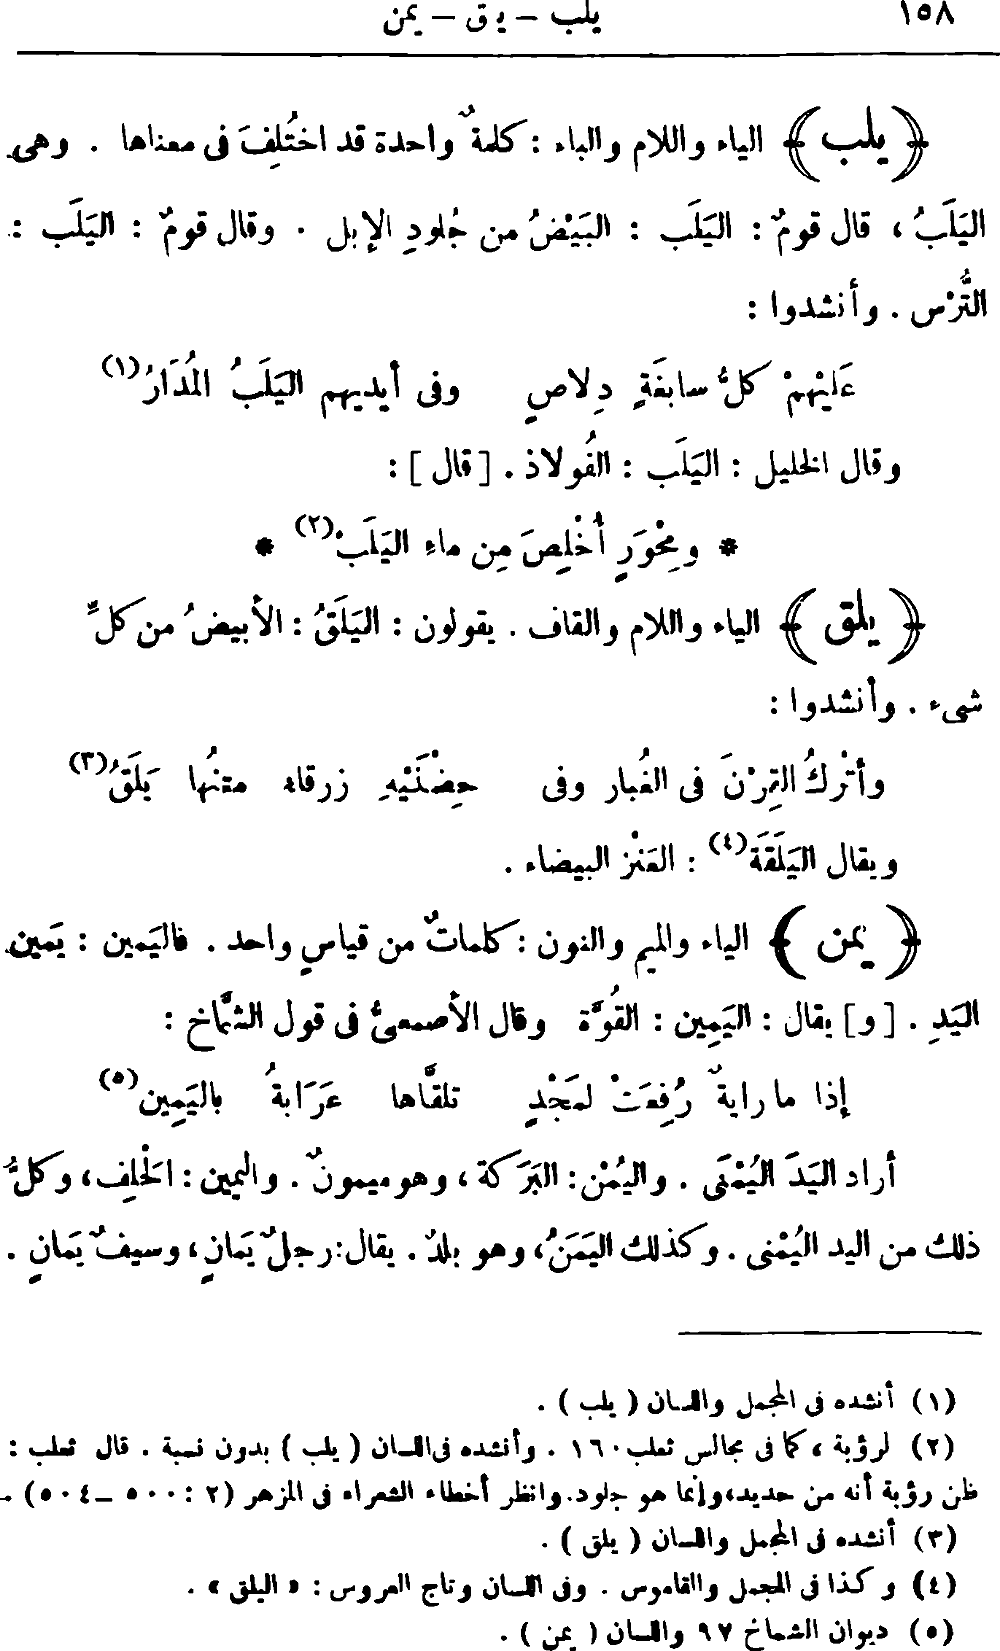 ١٥٨ يلب – يق – يمن
﴿ يلب ﴾ الياء واللام والباء : كلمةٌ واحدة قد اختُلِفَ فى معناها . وهى
اليَلَبُ ، قال قومٌ : اليَلَب : البَيْضُ من جُلودِ الإبل . وقال قومٌ : اليَلَب :
التُّرْس . وأنشدوا :
عَلَيْهِمْ كلُّ سابغَةٍ دِلاصٍ وفى أيديهم اليَلَبُ المُدَارُ(١)
وقال الخليل : اليَلَب : الفُولاذ . [ قال ] :
* ومِحْوَرٍ أُخْلِصَ مِن ماءِ اليَلَبْ(٢) *
﴿ يلق ﴾ الياء واللام والقاف . يقولون : اليَلَقُ : الأبيضُ من كلِّ
شىء . وأنشدوا :
وأتْركُ القِرْنَ فى الغُبار وفى حِضْنَيْهِ زرقاء متنُها يَلَقُ(٣)
ويقال اليَلَقَة(٤) : العَنْز البيضاء .
﴿ يمن ﴾ الياء والميم والنون : كلماتٌ من قياسٍ واحد . فاليَمين : يَمين
اليَدِ . [ و ] يقال : اليَمِين : القُوَّة وقال الأصمعىُّ فى قول الشمَّاخ :
إذا ما رايةٌ رُفِعَتْ لمَجْدٍ تلقَّاها عَرَابةُ باليَمِين(٥)
أراد اليَدَ اليُمْنَى . واليُمْن : البَرَكة ، وهو ميمونٌ . واليمين : الحَلِف ، وكلُّ
ذلك من اليد اليُمْنى . وكذلك اليَمَنُ ، وهو بلدٌ . يقال : رجلٌ يَمانٍ ، وسيفٌ يَمانٍ .
(١) أنشده فى المجمل واللسان ( يلب ) .
(٢) لرؤبة ، كما فى مجالس ثعلب ١٦٠ . وأنشده فى اللسان ( يلب ) بدون نسبة . قال ثعلب :
ظن رؤبة أنه من حديد، وإنما هو جلود . وانظر أخطاء الشعراء فى المزهر (٢ : ٥٠٠ – ٥٠٤)
(٣) أنشده فى المجمل واللسان ( يلق ) .
(٤) وكذا فى المجمل والقاموس . وفى اللسان وتاج العروس : « اليلق » .
(٥) ديوان الشماخ ٩٧ واللسان ( يمن ) .